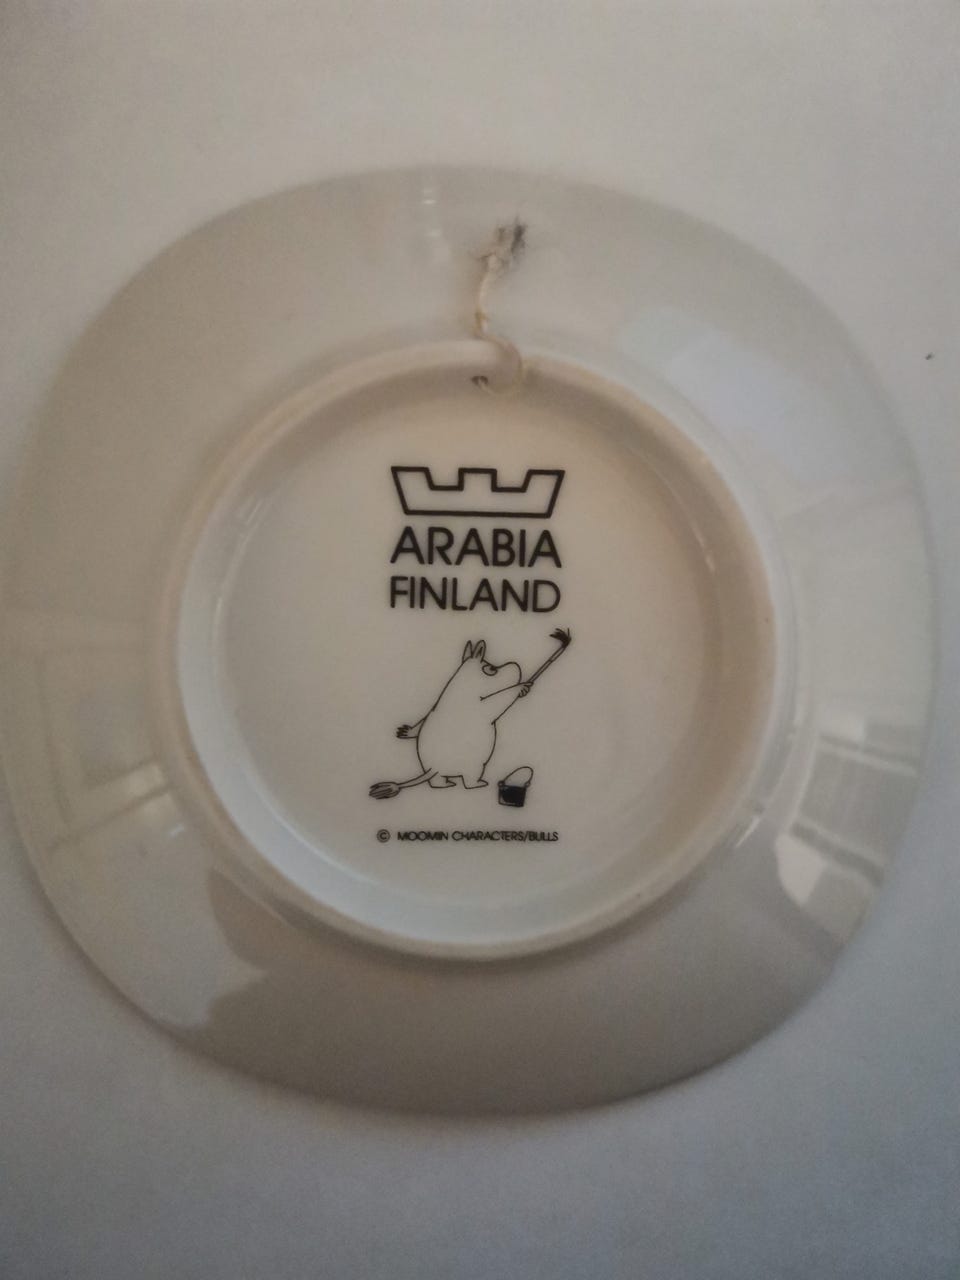 ARABIA
FINLAND
© MOOMIN CHARACTERS/BULLS